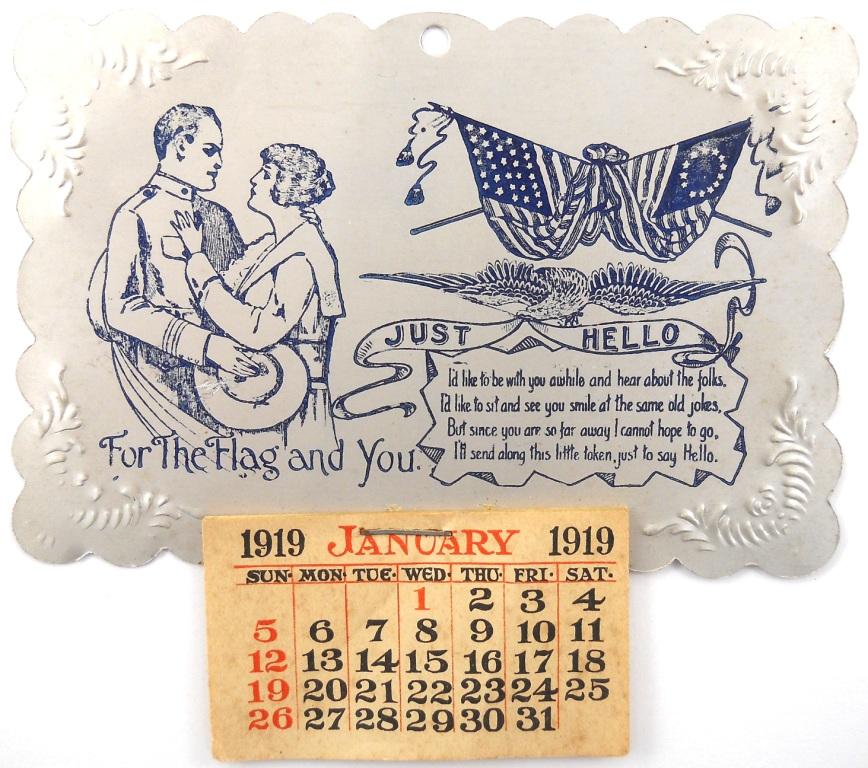 JUST HELLO
I'd like to be with you awhile and hear about the folks.
I'd like to sit and see you smile at the same old jokes,
But since you are so far away I cannot hope to go,
I'll send along this little token, just to say Hello.
For The Flag and You.
1919 JANUARY 1919
SUN. MON. TUE. WED. THU. FRI. SAT.
1 2 3 4
5 6 7 8 9 10 11
12 13 14 15 16 17 18
19 20 21 22 23 24 25
26 27 28 29 30 31